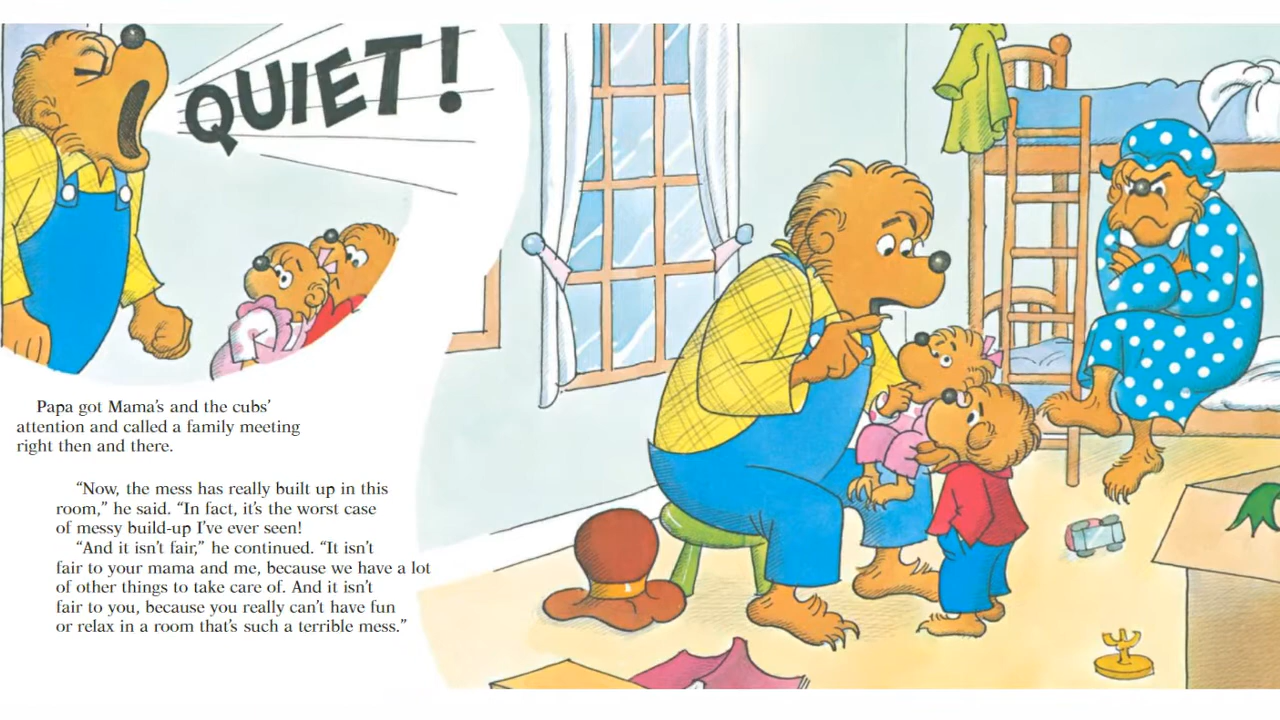 QUIET!
Papa got Mama’s and the cubs’
attention and called a family meeting
right then and there.
“Now, the mess has really built up in this
room,” he said. “In fact, it’s the worst case
of messy build-up I’ve ever seen!
“And it isn’t fair,” he continued. “It isn’t
fair to your mama and me, because we have a lot
of other things to take care of. And it isn’t
fair to you, because you really can’t have fun
or relax in a room that’s such a terrible mess.”